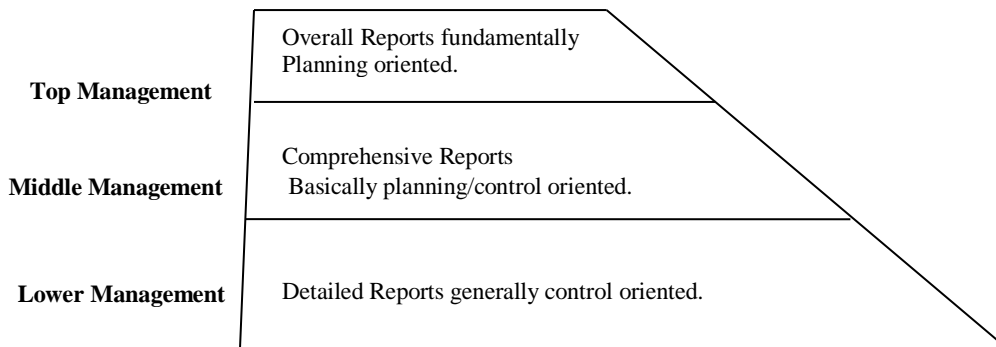 Overall Reports fundamentally
Planning oriented.
Top Management
Comprehensive Reports
Middle Management
Basically planning/control oriented.
Lower Management
Detailed Reports generally control oriented.